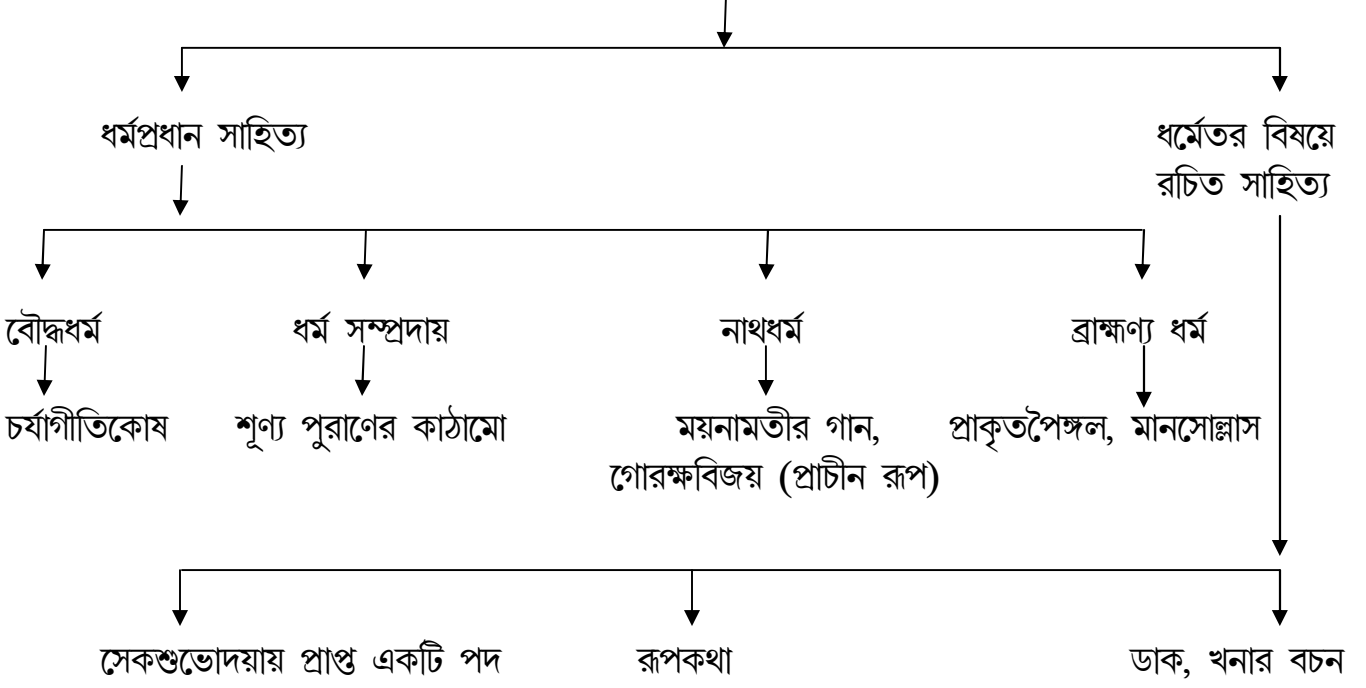 ধর্মপ্রধান সাহিত্য
ধর্মেতর বিষয়ে
রচিত সাহিত্য
বৌদ্ধধর্ম
ধর্ম সম্প্রদায়
নাথধর্ম
ব্রাহ্মণ্য ধর্ম
চর্যাগীতিকোষ
শূণ্য পুরাণের কাঠামো
ময়নামতীর গান,
গোরক্ষবিজয় (প্রাচীন রূপ)
প্রাকৃতপৈঙ্গল, মানসোল্লাস
সেকশুভোদয়ায় প্রাপ্ত একটি পদ
রূপকথা
ডাক, খনার বচন